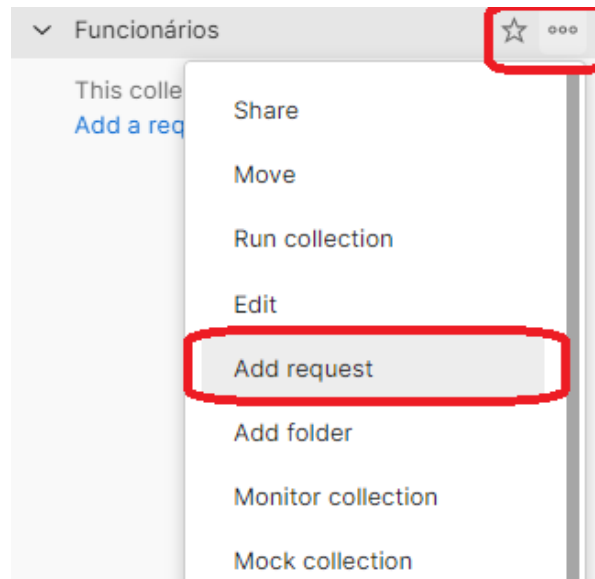 Funcionários
This colle
Add a req
Share
Move
Run collection
Edit
Add request
Add folder
Monitor collection
Mock collection